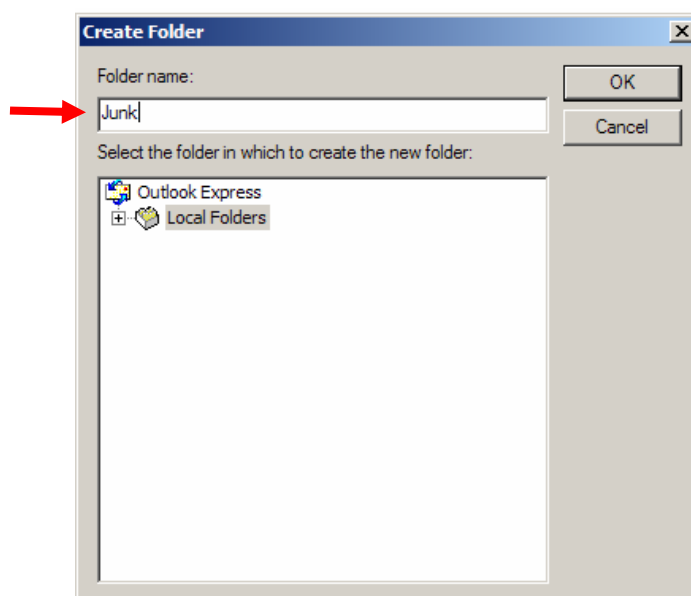 Create Folder
Folder name:
OK
Junk
Cancel
Select the folder in which to create the new folder:
Outlook Express
Local Folders